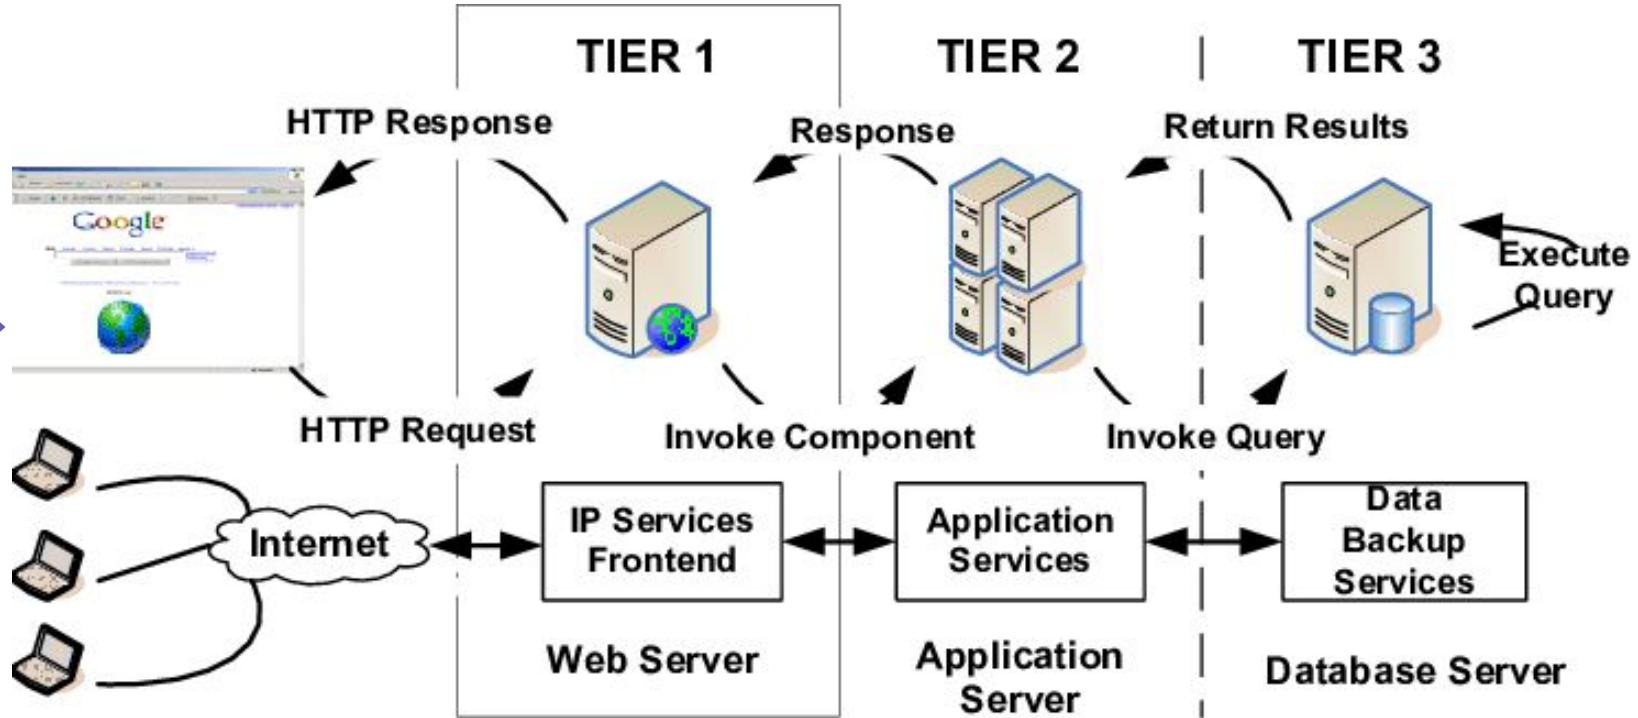 TIER 1
TIER 2
TIER 3
HTTP Response
Response
Return Results
Google
Execute
Query
HTTP Request
Invoke Component
Invoke Query
Internet
IP Services
Frontend
Application
Services
Data
Backup
Services
Web Server
Application
Server
Database Server